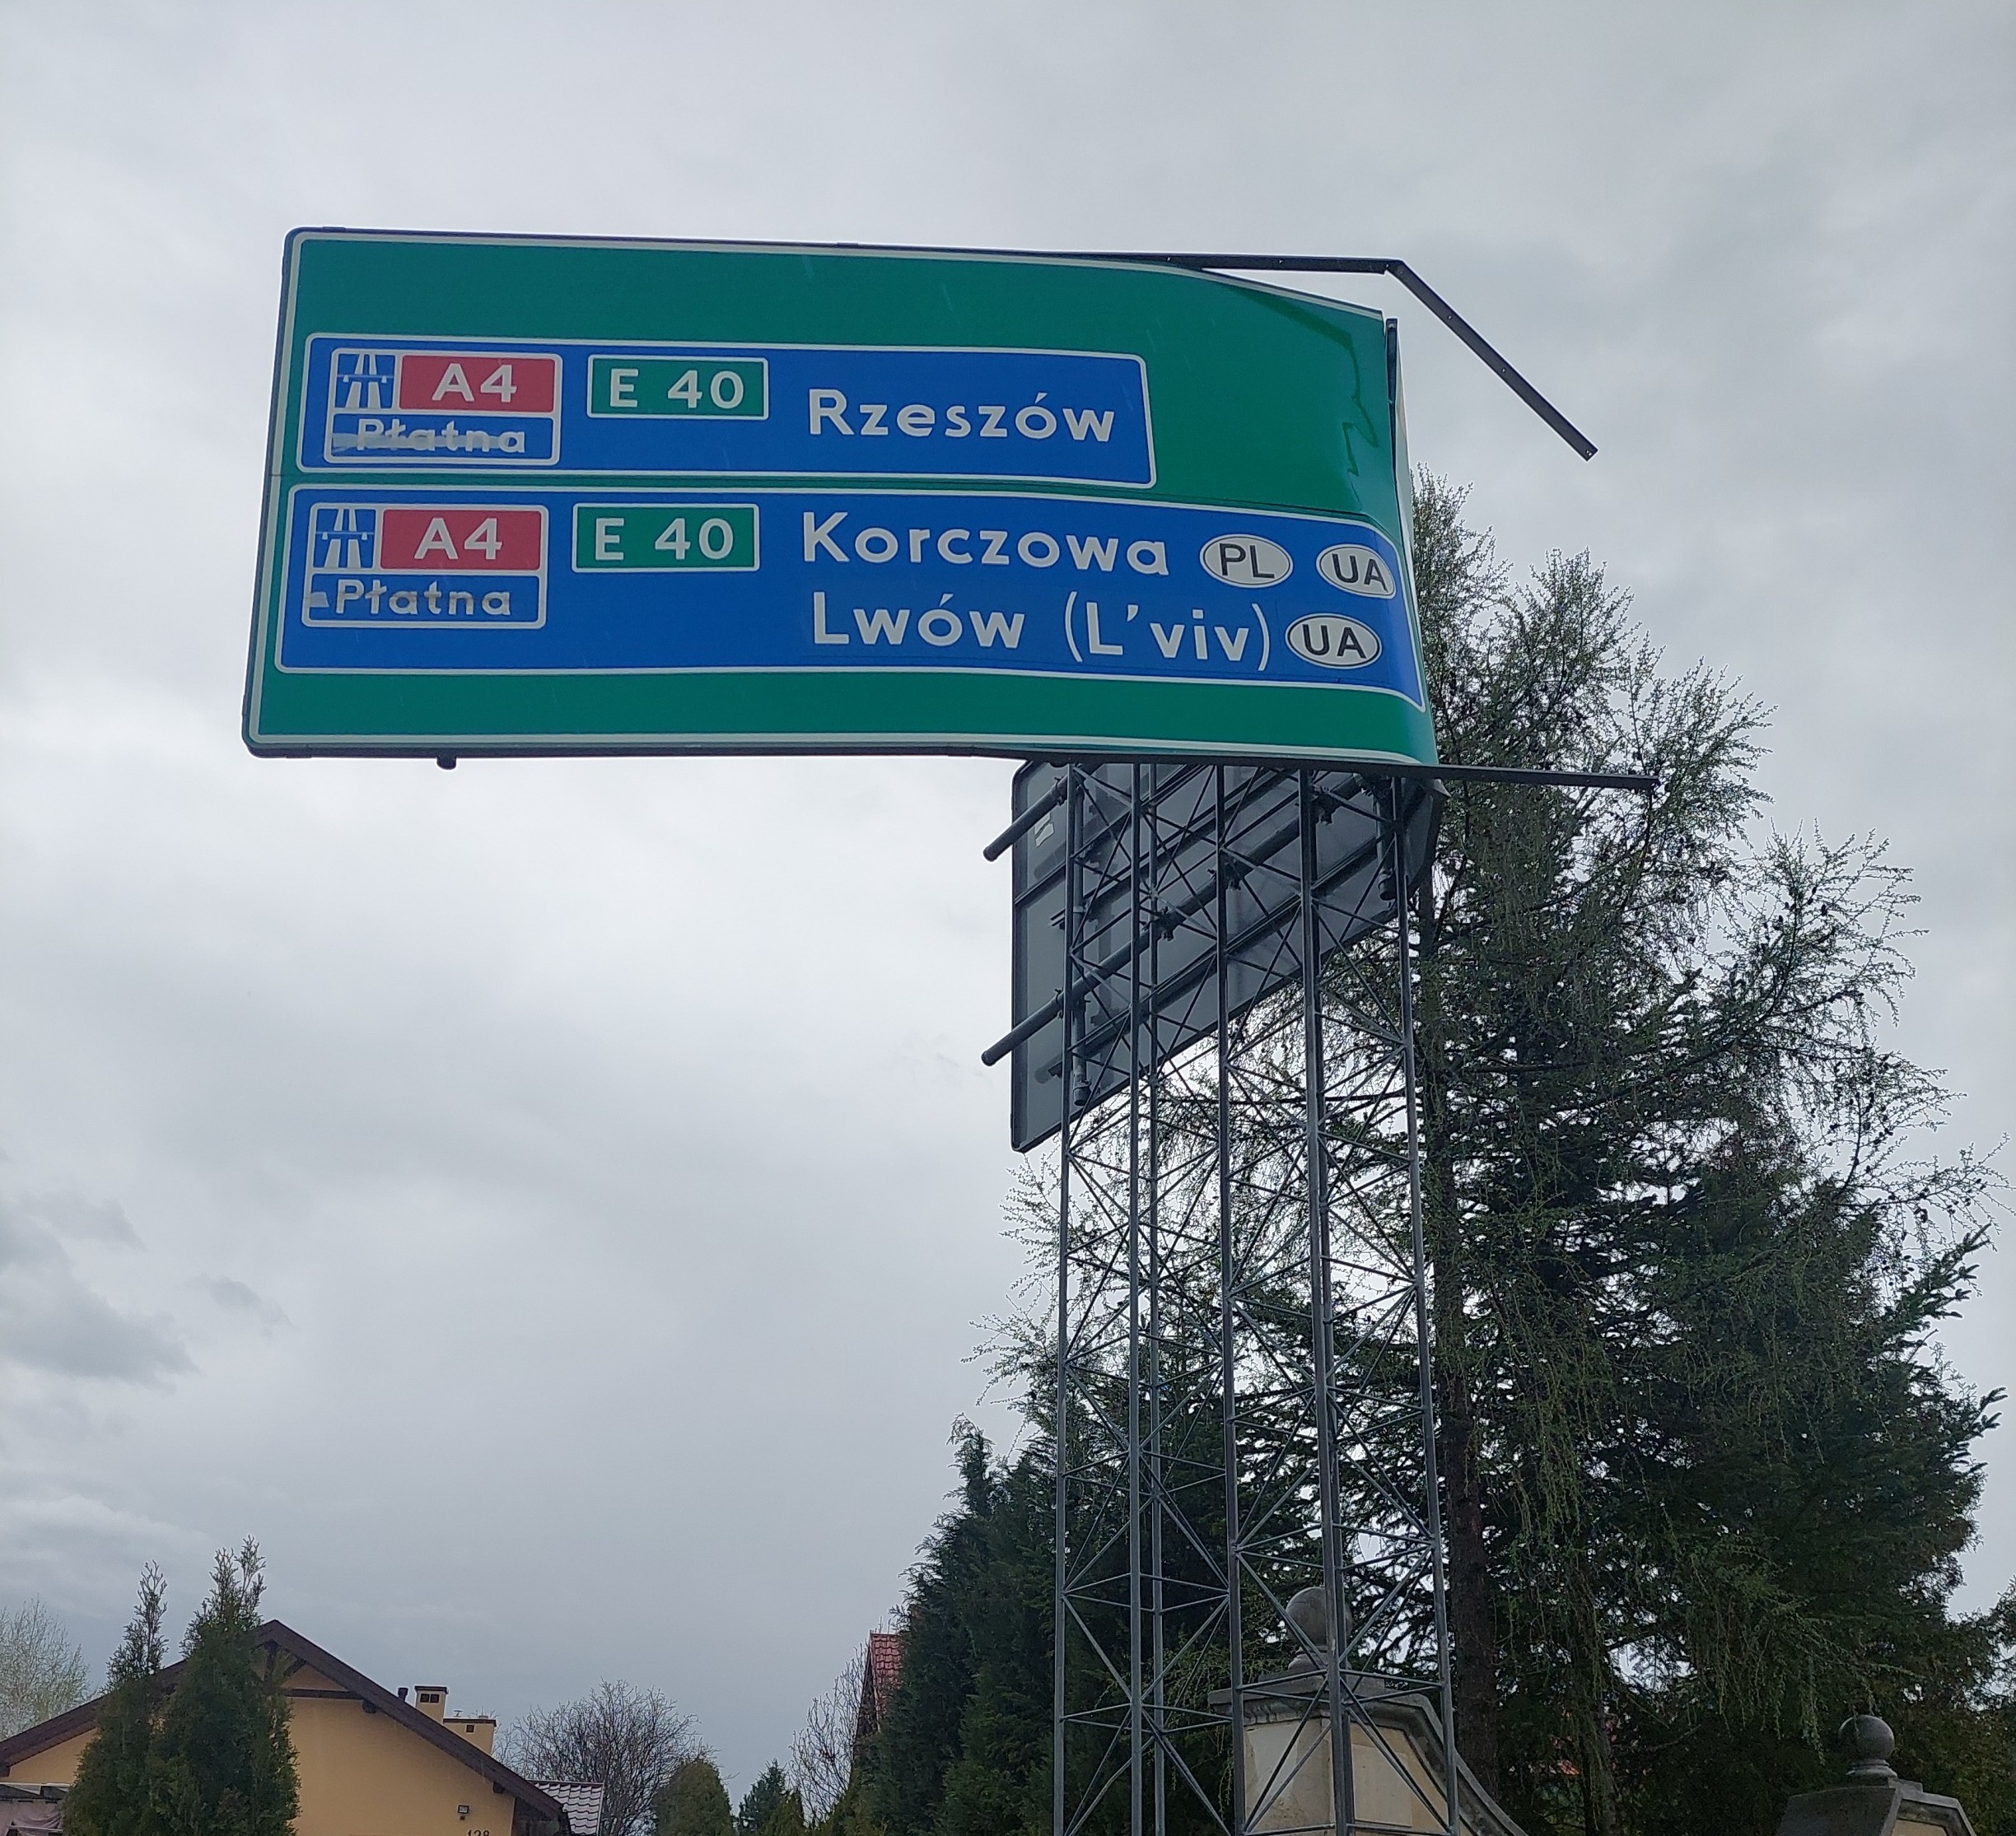 A4 E 40 Rzeszów
Płatna
A4 E 40 Korczowa PL UA
Płatna Lwów (L'viv) UA